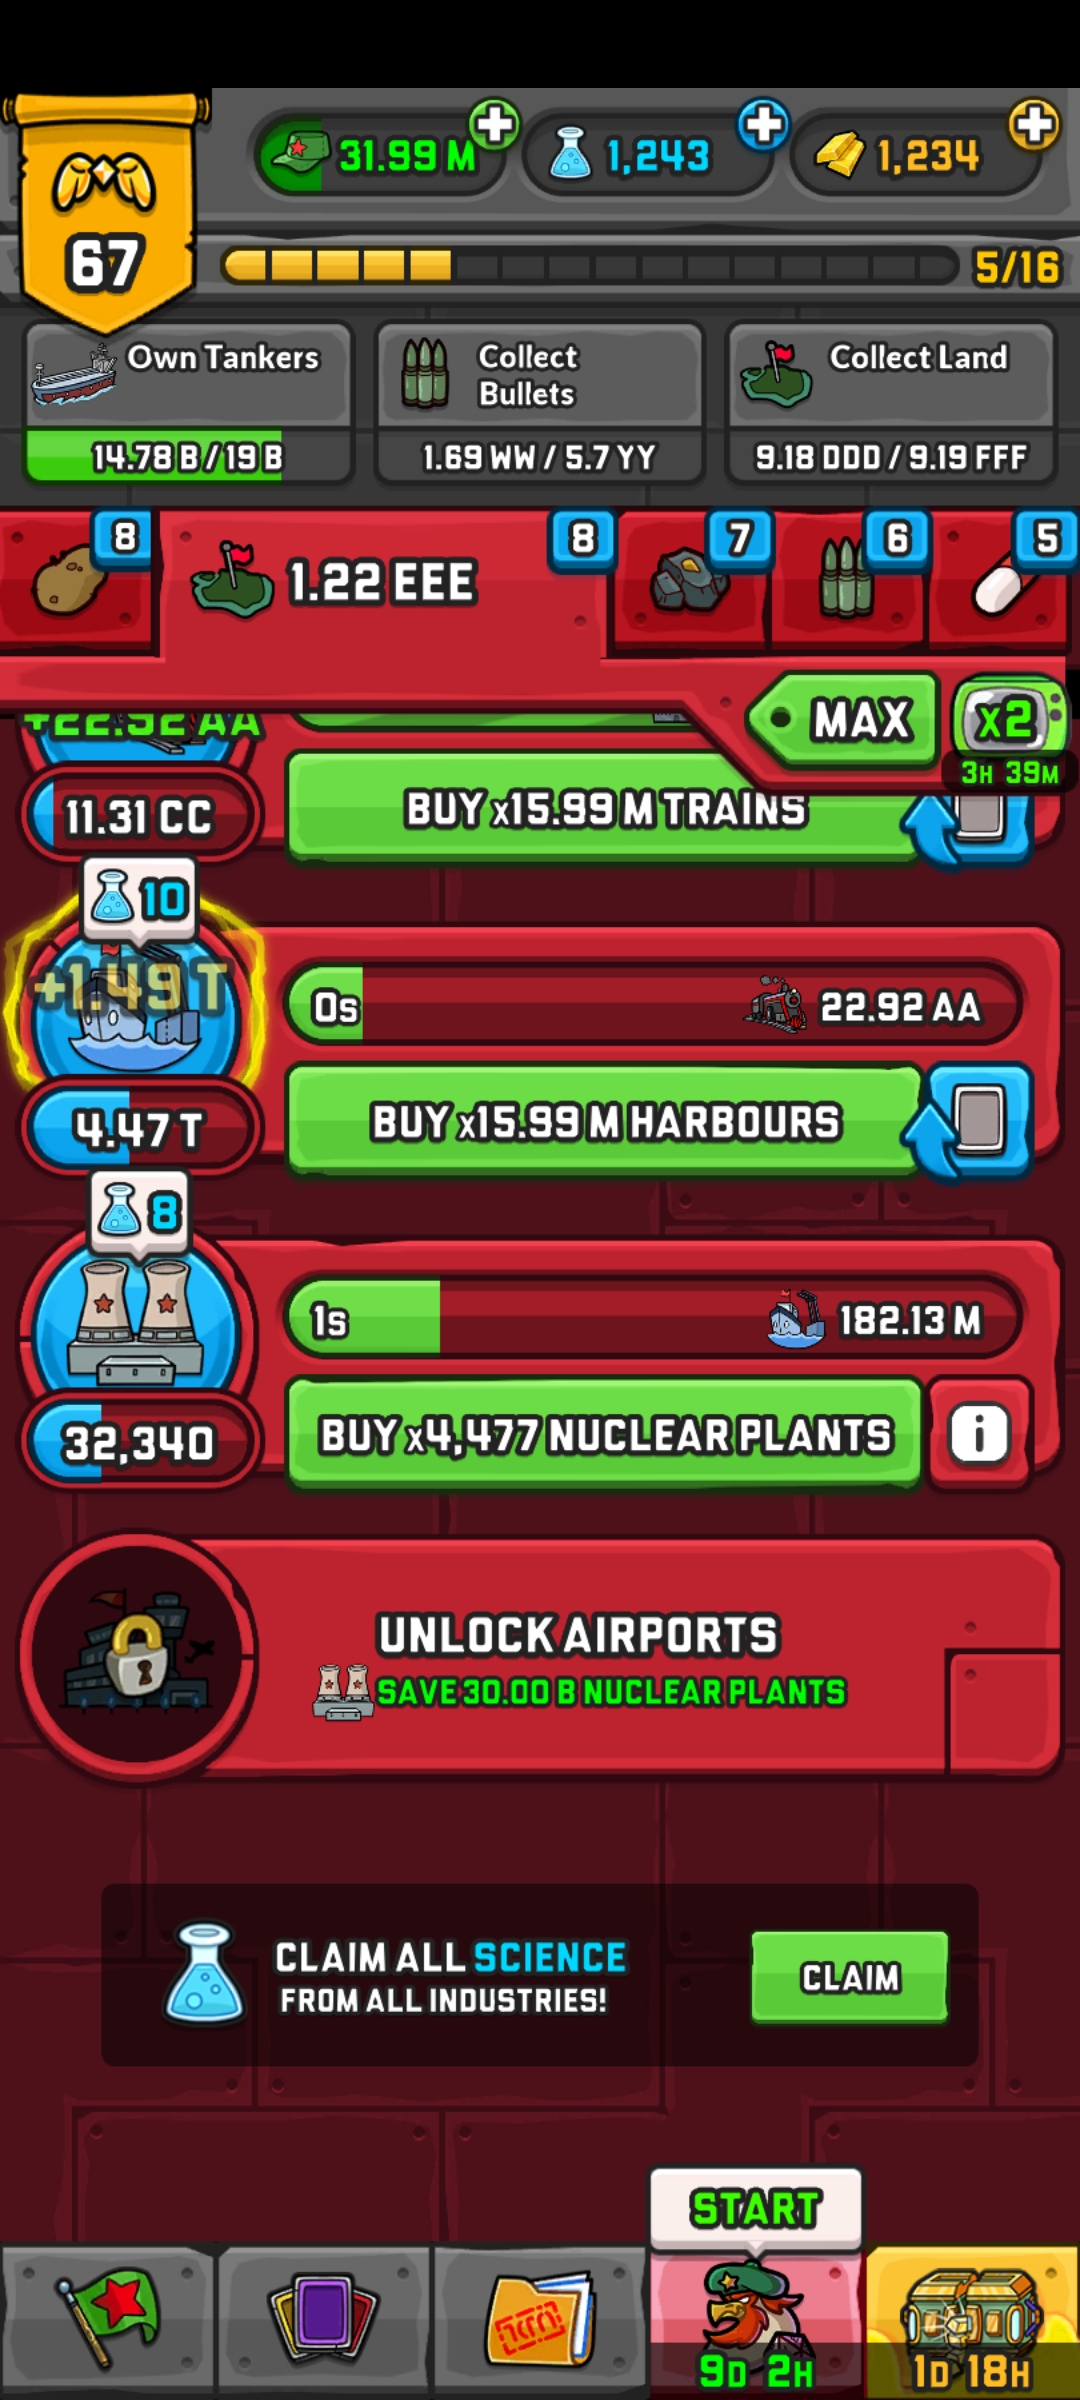 31.99 M
1,243
1,234
67
5/16
Own Tankers
14.78 B / 19 B
Collect
Bullets
1.69 WW / 5.7 YY
Collect Land
9.18 DDD / 9.19 FFF
8
1.22 EEE
8
7
6
5
MAX
x2
3H 39M
+22.92 AA
11.31 CC
BUY x15.99 M TRAINS
10
+1.49 T
0s
22.92 AA
4.47 T
BUY x15.99 M HARBOURS
8
1s
182.13 M
32,340
BUY x4,477 NUCLEAR PLANTS
i
UNLOCK AIRPORTS
SAVE 30.00 B NUCLEAR PLANTS
CLAIM ALL SCIENCE
FROM ALL INDUSTRIES!
CLAIM
START
9D 2H
1D 18H